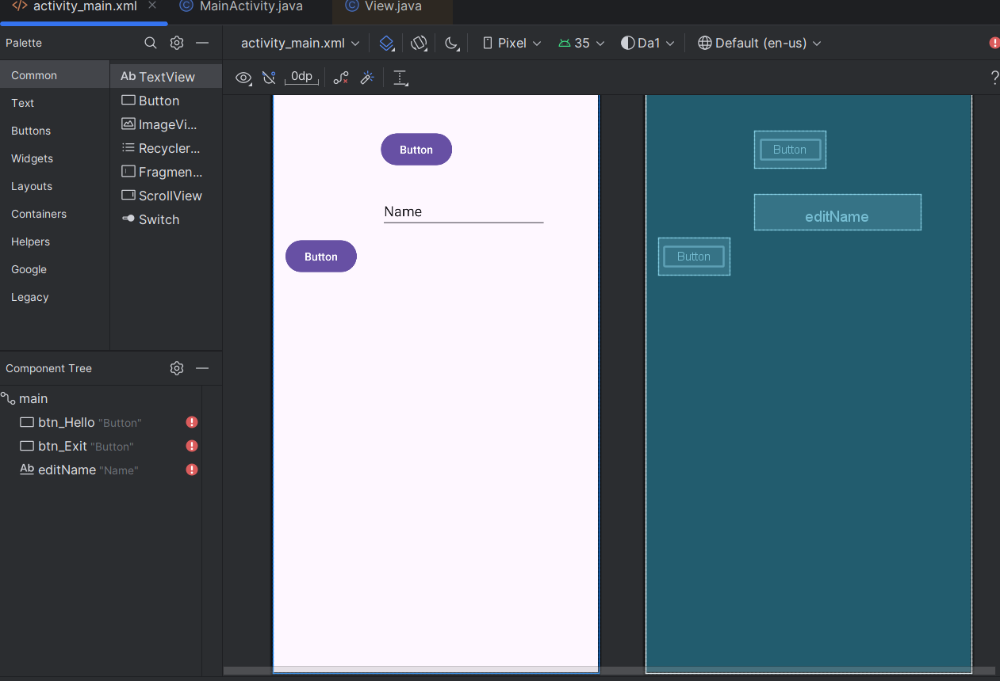 activity_main.xml
MainActivity.java
View.java
Palette
activity_main.xml
Pixel
35
Da1
Default (en-us)
0dp
?
Common
Text
Buttons
Widgets
Layouts
Containers
Helpers
Google
Legacy
Ab TextView
Button
ImageVi...
Recycler...
Fragmen...
ScrollView
Switch
Component Tree
main
btn_Hello "Button"
btn_Exit "Button"
Ab editName "Name"
Button
Name
Button
Button
editName
Button